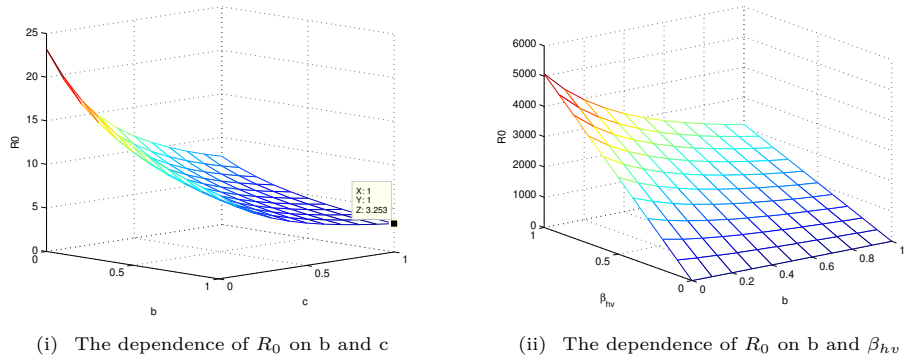 25
20
15
10
5
0
R0
0
0.5
1
b
0
0.5
1
c
X: 1
Y: 1
Z: 3.253
6000
5000
4000
3000
2000
1000
0
R0
1
0.5
0
βhv
0
0.2
0.4
0.6
0.8
1
b
(i) The dependence of R0 on b and c
(ii) The dependence of R0 on b and βhv